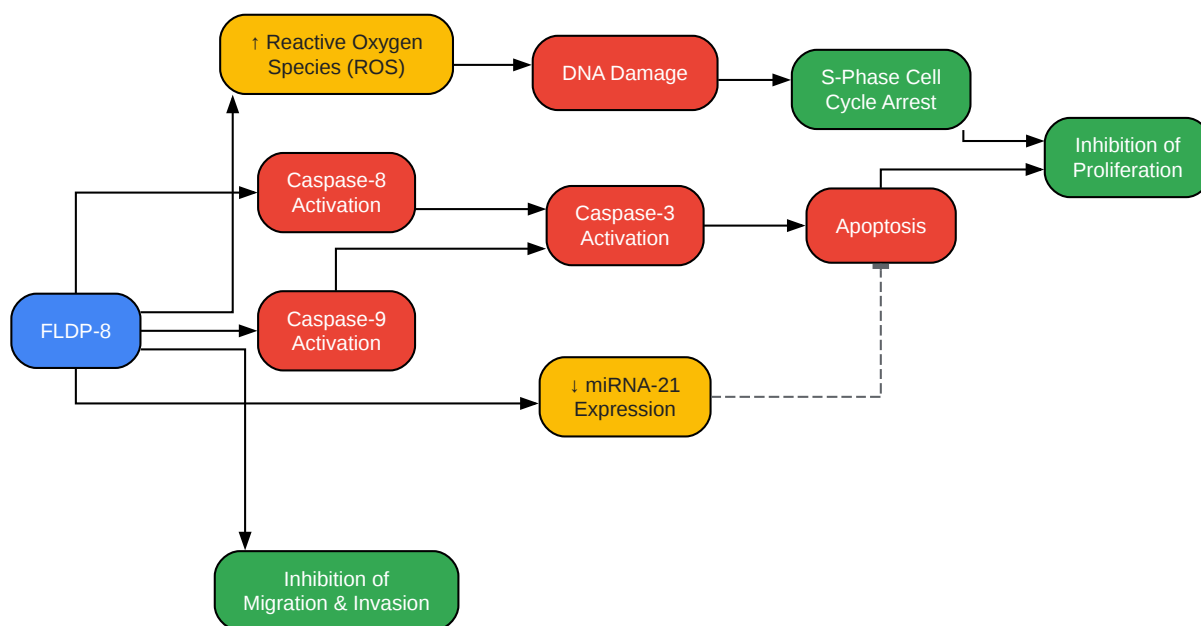 ↑ Reactive Oxygen
Species (ROS)
DNA Damage
S-Phase Cell
Cycle Arrest
Inhibition of
Proliferation
Caspase-8
Activation
Caspase-3
Activation
Apoptosis
FLDP-8
Caspase-9
Activation
↓ miRNA-21
Expression
Inhibition of
Migration & Invasion